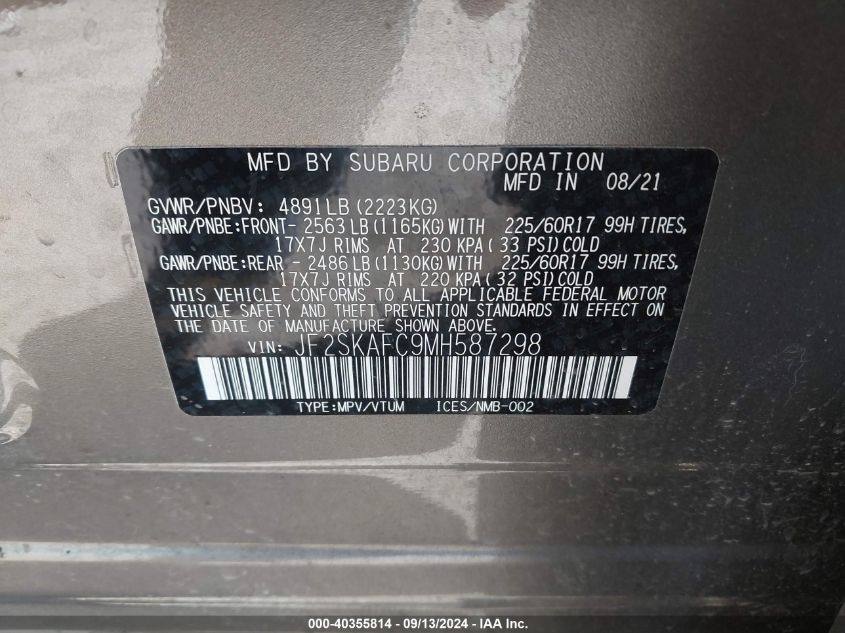 MFD BY SUBARU CORPORATION
MFD IN 08/21
GVWR/PNBV: 4891LB (2223KG)
GAWR/PNBE:FRONT- 2563 LB (1165KG) WITH 225/60R17 99H TIRES,
17X7J RIMS AT 230 KPA ( 33 PSI) COLD
GAWR/PNBE:REAR - 2486 LB (1130KG) WITH 225/60R17 99H TIRES,
17X7J RIMS AT 220 KPA ( 32 PSI) COLD
THIS VEHICLE CONFORMS TO ALL APPLICABLE FEDERAL MOTOR
VEHICLE SAFETY AND THEFT PREVENTION STANDARDS IN EFFECT ON
THE DATE OF MANUFACTURE SHOWN ABOVE.
VIN: JF2SKAFC9MH587298
TYPE:MPV/VTUM ICES/NMB-002
000-40355814 - 09/13/2024 - IAA Inc.